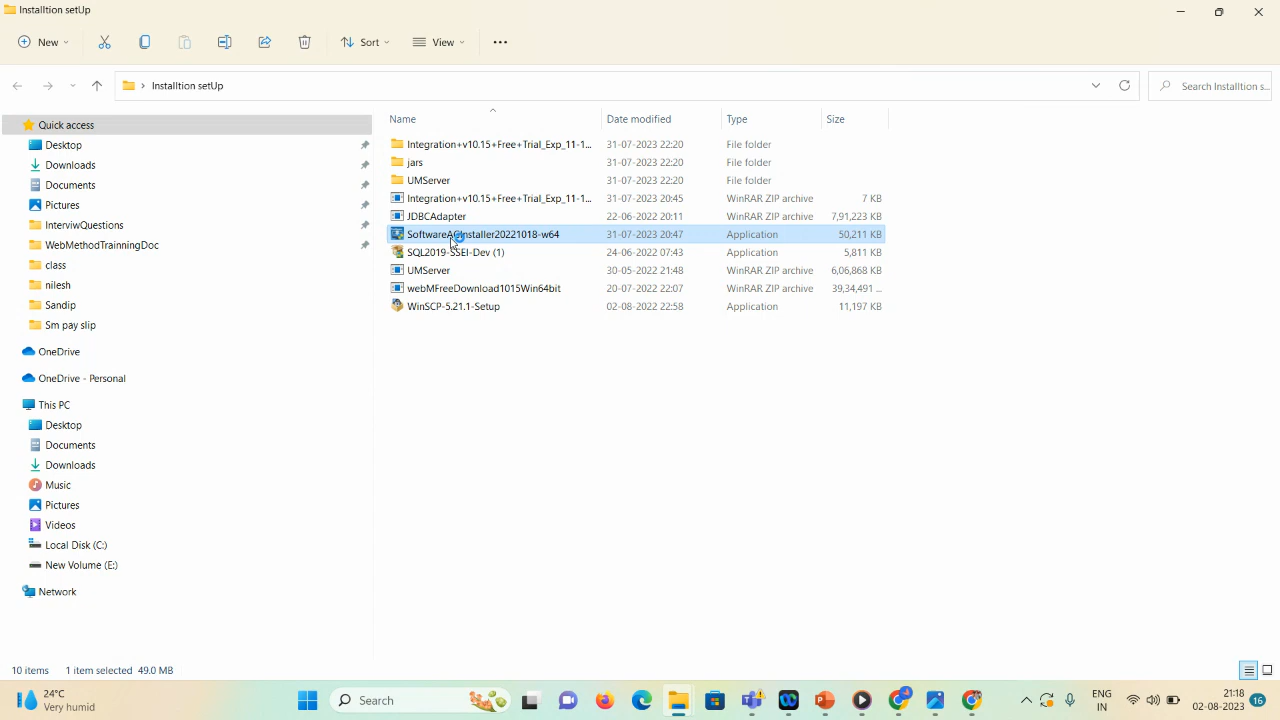 Installtion setUp
New
Sort
View
Installtion setUp
Search Installtion s...
Name Date modified Type Size
Quick access
Desktop
Downloads
Documents
Pictures
InterviwQuestions
WebMethodTrainningDoc
class
nilesh
Sandip
Sm pay slip
OneDrive
OneDrive - Personal
This PC
Desktop
Documents
Downloads
Music
Pictures
Videos
Local Disk (C:)
New Volume (E:)
Network
Integration+v10.15+Free+Trial_Exp_11-1... 31-07-2023 22:20 File folder
jars 31-07-2023 22:20 File folder
UMServer 31-07-2023 22:20 File folder
Integration+v10.15+Free+Trial_Exp_11-1... 31-07-2023 20:45 WinRAR ZIP archive 7 KB
JDBCAdapter 22-06-2022 20:11 WinRAR ZIP archive 7,91,223 KB
SoftwareAGInstaller20221018-w64 31-07-2023 20:47 Application 50,211 KB
SQL2019-SSEI-Dev (1) 24-06-2022 07:43 Application 5,811 KB
UMServer 30-05-2022 21:48 WinRAR ZIP archive 6,06,868 KB
webMFreeDownload1015Win64bit 20-07-2022 22:07 WinRAR ZIP archive 39,34,491 ...
WinSCP-5.21.1-Setup 02-08-2022 22:58 Application 11,197 KB
10 items 1 item selected 49.0 MB
24°C
Very humid
Search
ENG
IN
21:18
02-08-2023
16